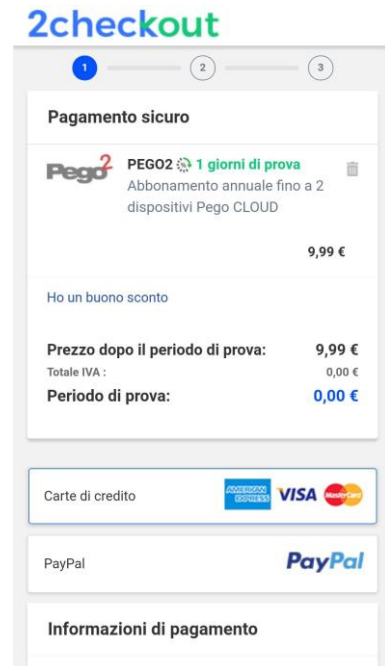 2checkout
1 2 3
Pagamento sicuro
Pego2 PEGO2 1 giorni di prova
Abbonamento annuale fino a 2
dispositivi Pego CLOUD
9,99 €
Ho un buono sconto
Prezzo dopo il periodo di prova: 9,99 €
Totale IVA : 0,00 €
Periodo di prova: 0,00 €
Carte di credito AMERICAN EXPRESS VISA MasterCard
PayPal PayPal
Informazioni di pagamento